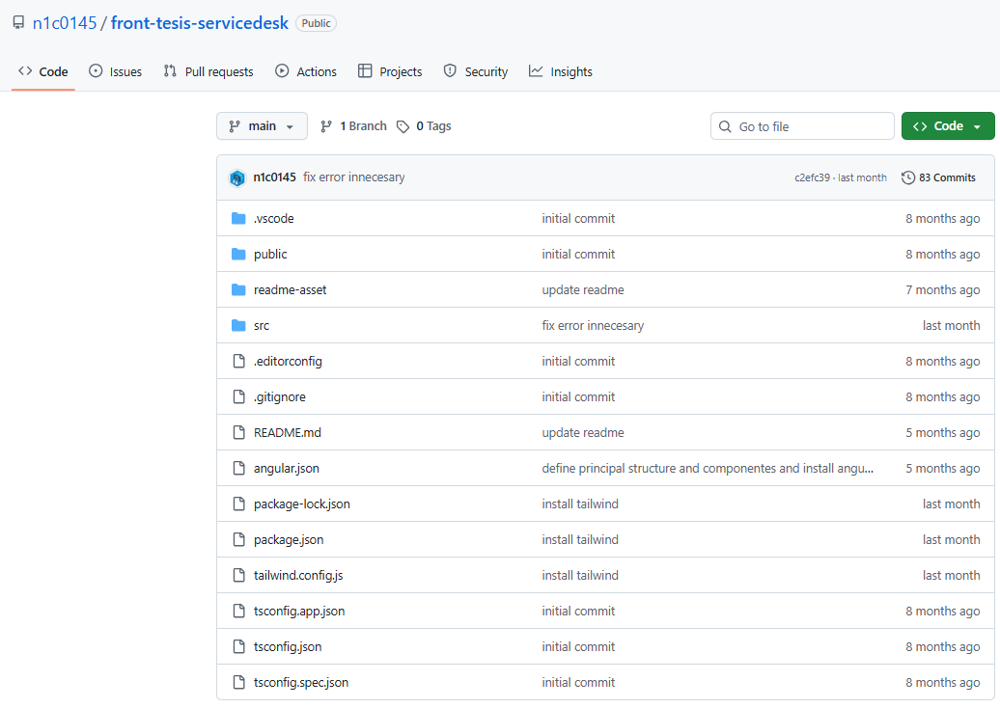 n1c0145 / front-tesis-servicedesk Public
Code Issues Pull requests Actions Projects Security Insights
main 1 Branch 0 Tags Go to file Code
n1c0145 fix error innecesary c2efc39 · last month 83 Commits
.vscode initial commit 8 months ago
public initial commit 8 months ago
readme-asset update readme 7 months ago
src fix error innecesary last month
.editorconfig initial commit 8 months ago
.gitignore initial commit 8 months ago
README.md update readme 5 months ago
angular.json define principal structure and componentes and install angu... 5 months ago
package-lock.json install tailwind last month
package.json install tailwind last month
tailwind.config.js install tailwind last month
tsconfig.app.json initial commit 8 months ago
tsconfig.json initial commit 8 months ago
tsconfig.spec.json initial commit 8 months ago